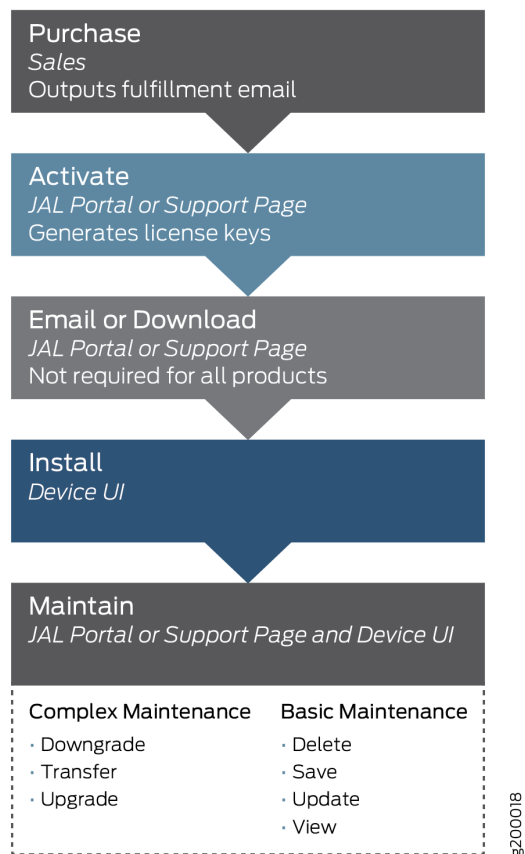 Purchase
Sales
Outputs fulfillment email
Activate
JAL Portal or Support Page
Generates license keys
Email or Download
JAL Portal or Support Page
Not required for all products
Install
Device UI
Maintain
JAL Portal or Support Page and Device UI
Complex Maintenance
· Downgrade
· Transfer
· Upgrade
Basic Maintenance
· Delete
· Save
· Update
· View
g200018